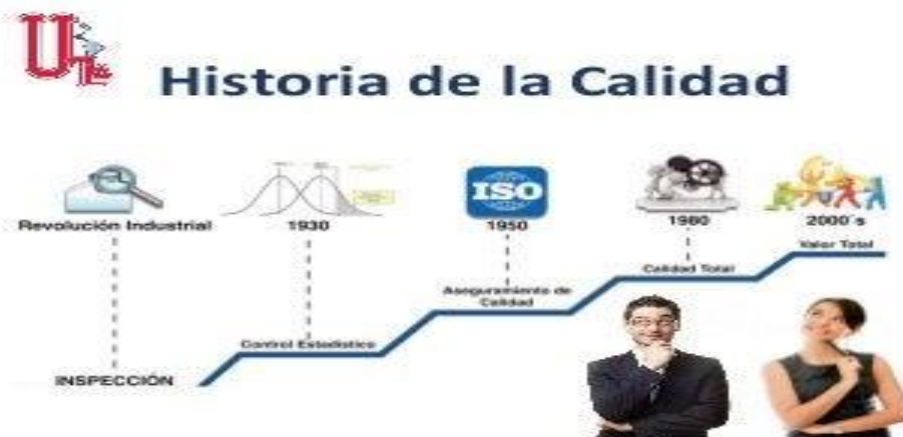 Historia de la Calidad
ISO
Revolución Industrial
1930
1950
1980
2000´s
Valor Total
Calidad Total
Aseguramiento de
Calidad
Control Estadístico
INSPECCIÓN